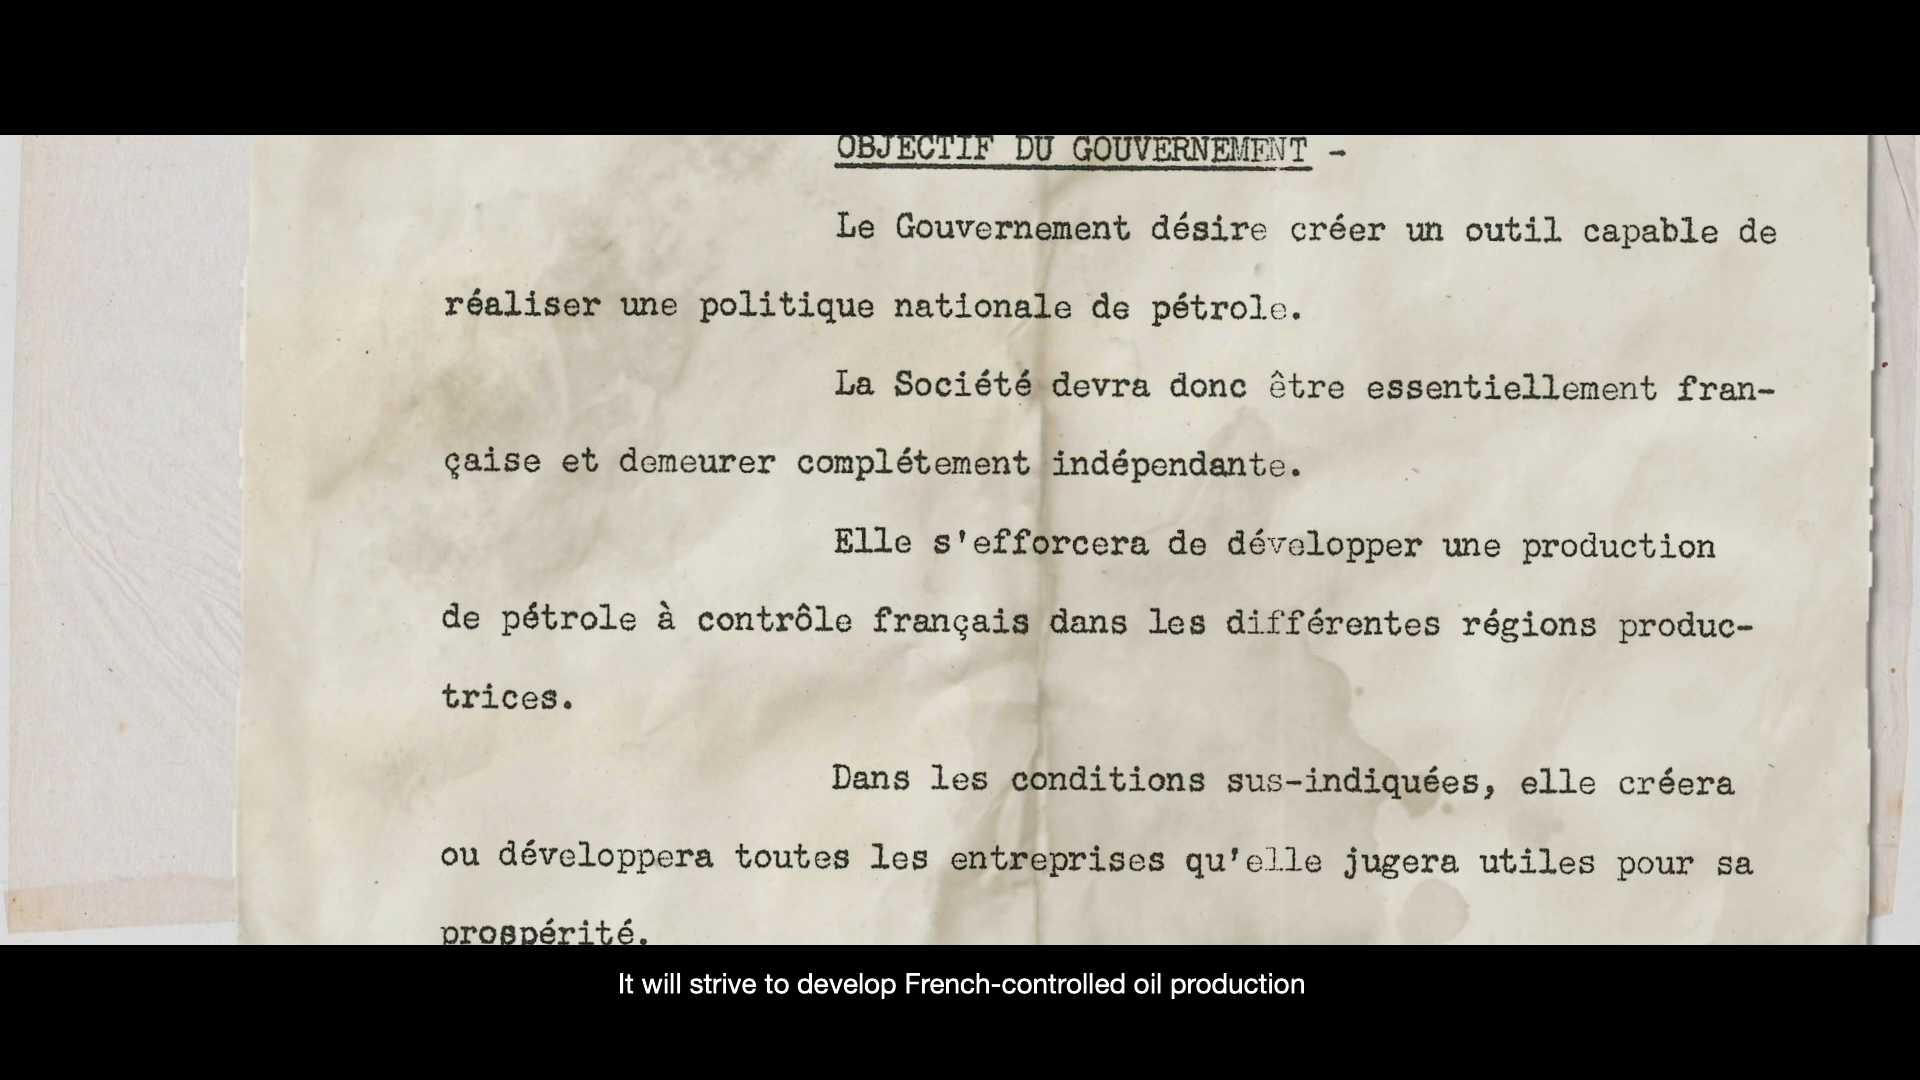 OBJECTIF DU GOUVERNEMENT -
Le Gouvernement désire créer un outil capable de
réaliser une politique nationale de pétrole.
La Société devra donc être essentiellement fran-
çaise et demeurer complétement indépendante.
Elle s'efforcera de développer une production
de pétrole à contrôle français dans les différentes régions produc-
trices.
Dans les conditions sus-indiquées, elle créera
ou développera toutes les entreprises qu'elle jugera utiles pour sa
prospérité.
It will strive to develop French-controlled oil production